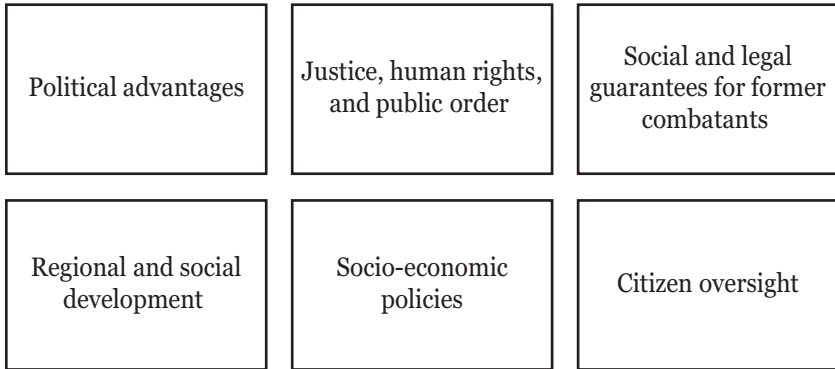 Political advantages
Justice, human rights,
and public order
Social and legal
guarantees for former
combatants
Regional and social
development
Socio-economic
policies
Citizen oversight